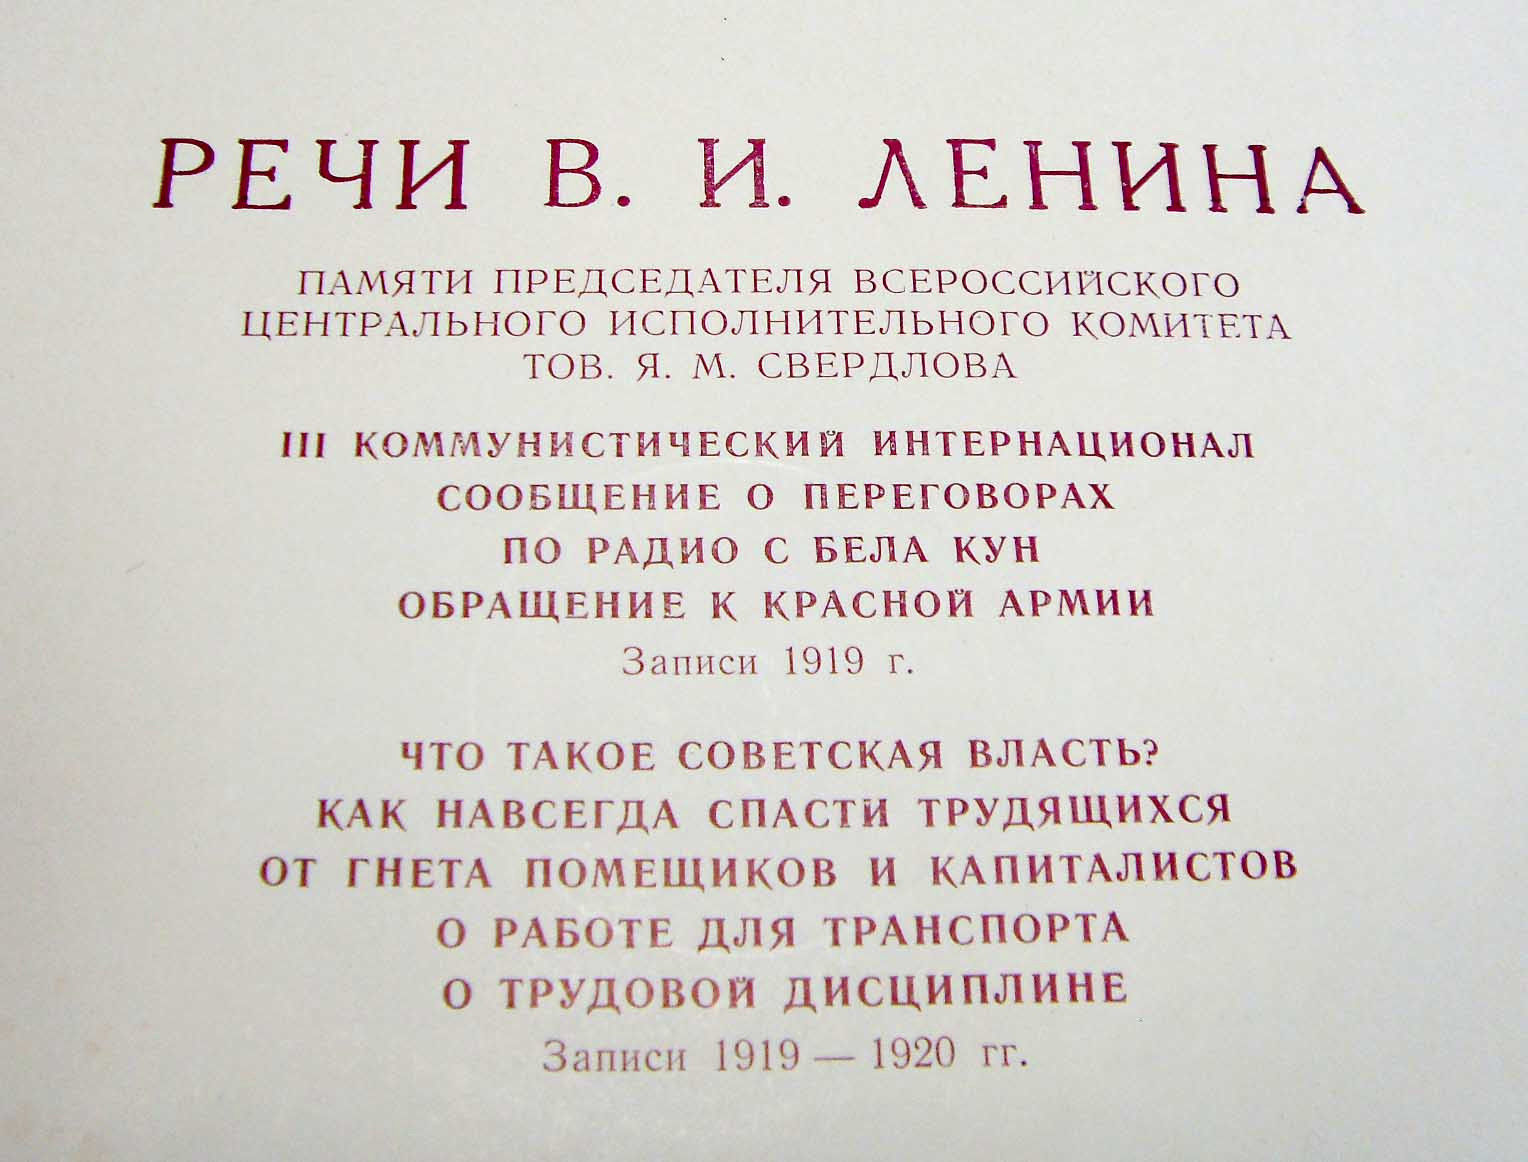 РЕЧИ В. И. ЛЕНИНА
ПАМЯТИ ПРЕДСЕДАТЕЛЯ ВСЕРОССИЙСКОГО
ЦЕНТРАЛЬНОГО ИСПОЛНИТЕЛЬНОГО КОМИТЕТА
ТОВ. Я. М. СВЕРДЛОВА
III КОММУНИСТИЧЕСКИЙ ИНТЕРНАЦИОНАЛ
СООБЩЕНИЕ О ПЕРЕГОВОРАХ
ПО РАДИО С БЕЛА КУН
ОБРАЩЕНИЕ К КРАСНОЙ АРМИИ
Записи 1919 г.
ЧТО ТАКОЕ СОВЕТСКАЯ ВЛАСТЬ?
КАК НАВСЕГДА СПАСТИ ТРУДЯЩИХСЯ
ОТ ГНЕТА ПОМЕЩИКОВ И КАПИТАЛИСТОВ
О РАБОТЕ ДЛЯ ТРАНСПОРТА
О ТРУДОВОЙ ДИСЦИПЛИНЕ
Записи 1919 — 1920 гг.